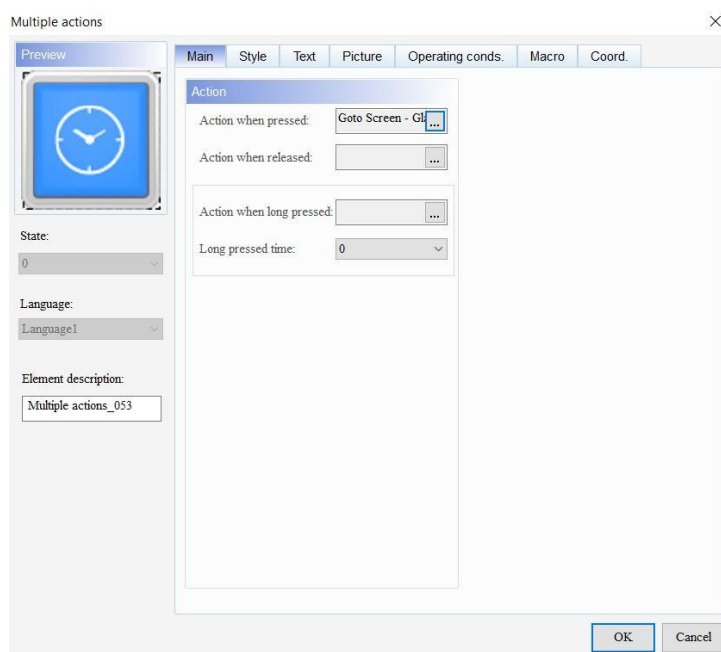 Multiple actions
Preview
Main Style Text Picture Operating conds. Macro Coord.
Action
Action when pressed: Goto Screen - ...
Action when released: ...
Action when long pressed: ...
Long pressed time: 0
State:
0
Language:
Language1
Element description:
Multiple actions_053
OK Cancel